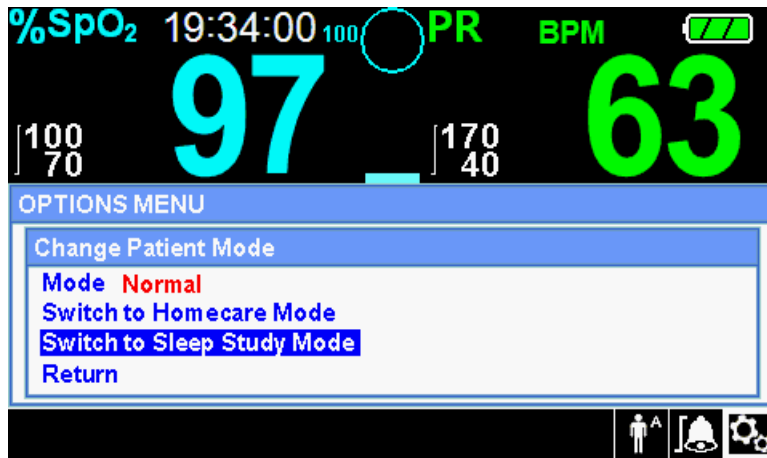 %SpO₂ 19:34:00 100 PR BPM
97 63
100 170
70 40
OPTIONS MENU
Change Patient Mode
Mode Normal
Switch to Homecare Mode
Switch to Sleep Study Mode
Return
A